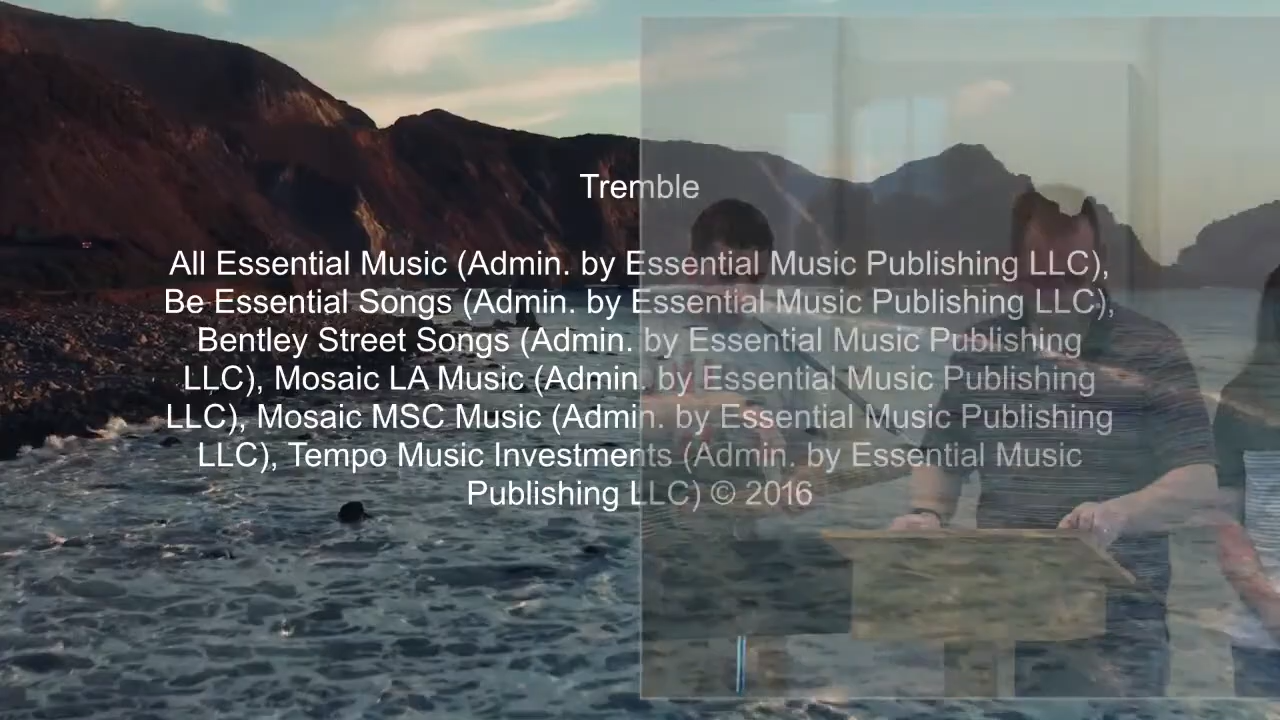 Tremble
All Essential Music (Admin. by Essential Music Publishing LLC),
Be Essential Songs (Admin. by Essential Music Publishing LLC),
Bentley Street Songs (Admin. by Essential Music Publishing
LLC), Mosaic LA Music (Admin. by Essential Music Publishing
LLC), Mosaic MSC Music (Admin. by Essential Music Publishing
LLC), Tempo Music Investments (Admin. by Essential Music
Publishing LLC) © 2016